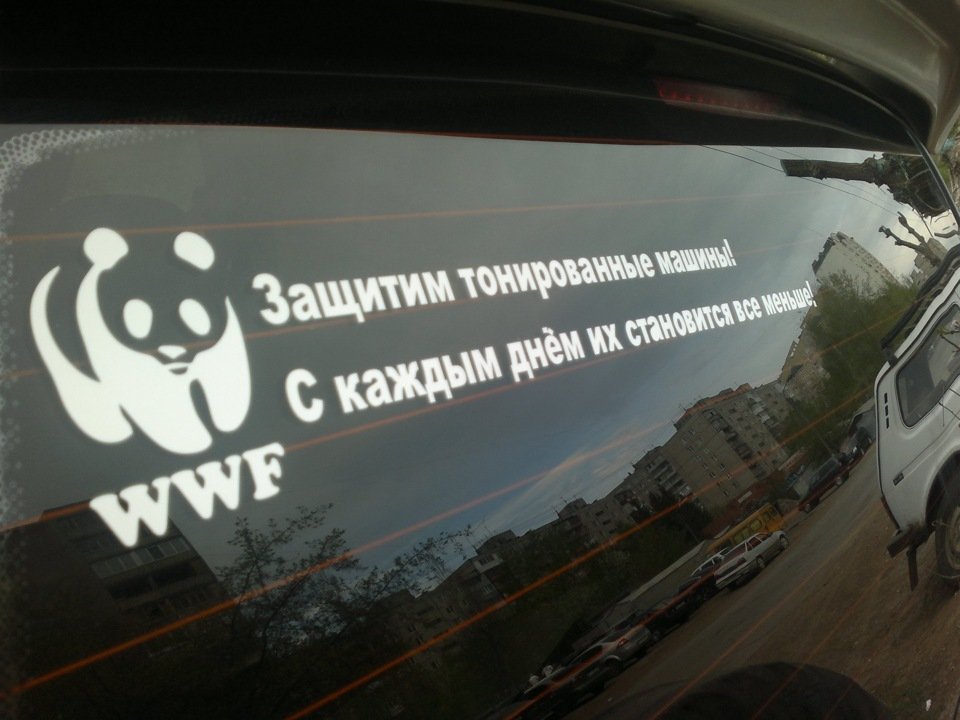 Защитим тонированные машины!
С каждым днём их становится все меньше!
WWF